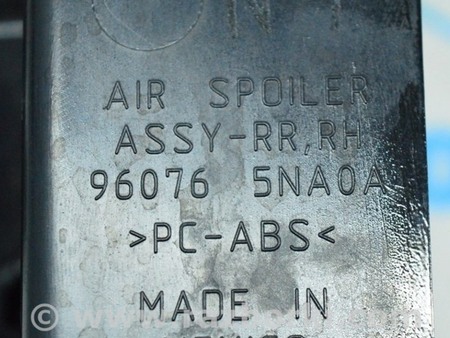 AIR SPOILER
ASSY-RR,RH
96076 5NA0A
>PC-ABS<
MADE IN